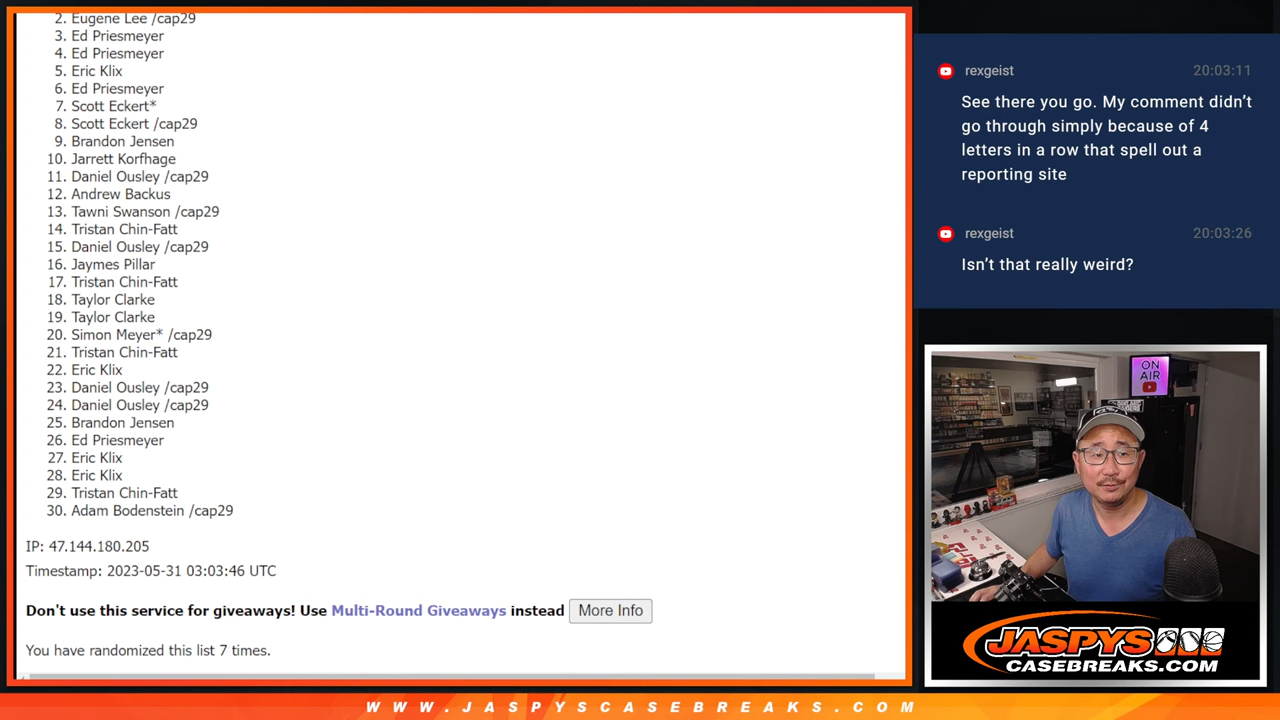 2. Eugene Lee /cap29
3. Ed Priesmeyer
4. Ed Priesmeyer
5. Eric Klix
6. Ed Priesmeyer
7. Scott Eckert*
8. Scott Eckert /cap29
9. Brandon Jensen
10. Jarrett Korfhage
11. Daniel Ousley /cap29
12. Andrew Backus
13. Tawni Swanson /cap29
14. Tristan Chin-Fatt
15. Daniel Ousley /cap29
16. Jaymes Pillar
17. Tristan Chin-Fatt
18. Taylor Clarke
19. Taylor Clarke
20. Simon Meyer* /cap29
21. Tristan Chin-Fatt
22. Eric Klix
23. Daniel Ousley /cap29
24. Daniel Ousley /cap29
25. Brandon Jensen
26. Ed Priesmeyer
27. Eric Klix
28. Eric Klix
29. Tristan Chin-Fatt
30. Adam Bodenstein /cap29
IP: 47.144.180.205
Timestamp: 2023-05-31 03:03:46 UTC
Don't use this service for giveaways! Use Multi-Round Giveaways instead More Info
You have randomized this list 7 times.
rexgeist 20:03:11
See there you go. My comment didn't
go through simply because of 4
letters in a row that spell out a
reporting site
rexgeist 20:03:26
Isn't that really weird?
ON
AIR
JASPYS
CASEBREAKS.COM
WWW.JASPYSCASEBREAKS.COM